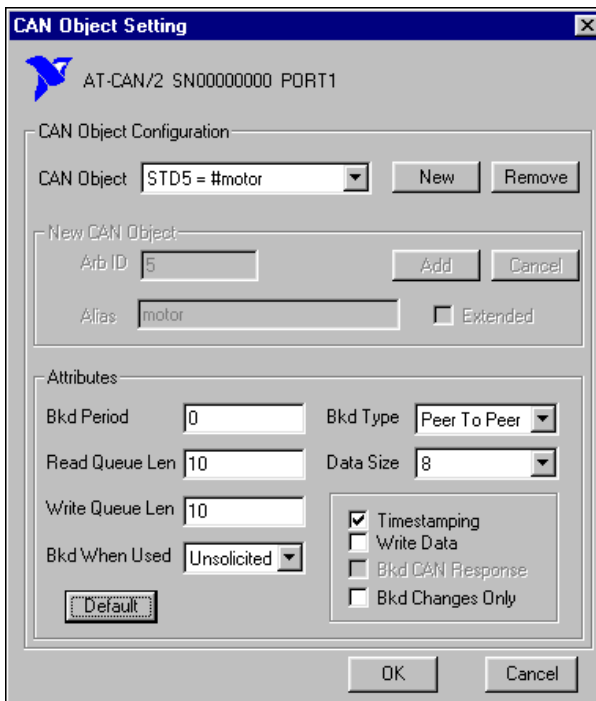 CAN Object Setting
AT-CAN/2 SN00000000 PORT1
CAN Object Configuration
CAN Object STD5 = #motor New Remove
New CAN Object
Arb ID 5 Add Cancel
Alias motor Extended
Attributes
Bkd Period 0 Bkd Type Peer To Peer
Read Queue Len 10 Data Size 8
Write Queue Len 10
Timestamping
Write Data
Bkd When Used Unsolicited
Bkd CAN Response
Bkd Changes Only
Default
OK Cancel